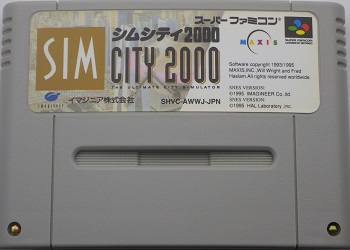 スーパーファミコン
シムシティ2000
MAXIS
SIM
CITY 2000
THE ULTIMATE CITY SIMULATOR
Software copyright 1993/1995
MAXIS,INC ,Will Wright and Fred
Haslam.All rights reserved worldwide.
SNES VERSION:
©1995 IMAGINEER Co., ltd.
SNES VERSION:
©1995 HAL Laboratory ,Inc.
IMAGINEER
イマジニア株式会社
SHVC-AWWJ-JPN